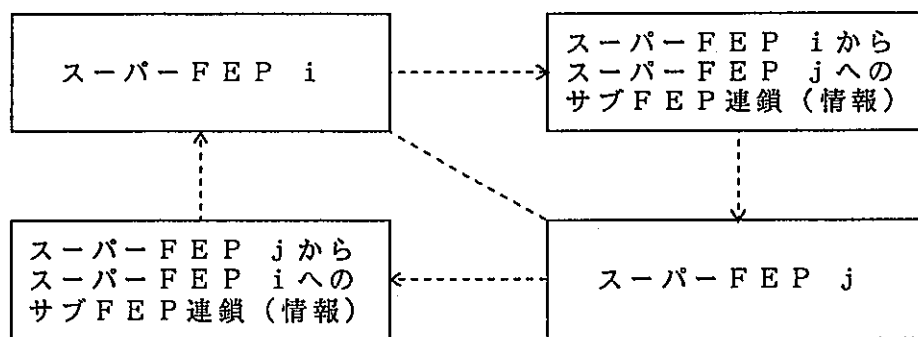 スーパーＦＥＰ ｉ
スーパーＦＥＰ ｉから
スーパーＦＥＰ ｊへの
サブＦＥＰ連鎖（情報）
スーパーＦＥＰ ｊから
スーパーＦＥＰ ｉへの
サブＦＥＰ連鎖（情報）
スーパーＦＥＰ ｊ